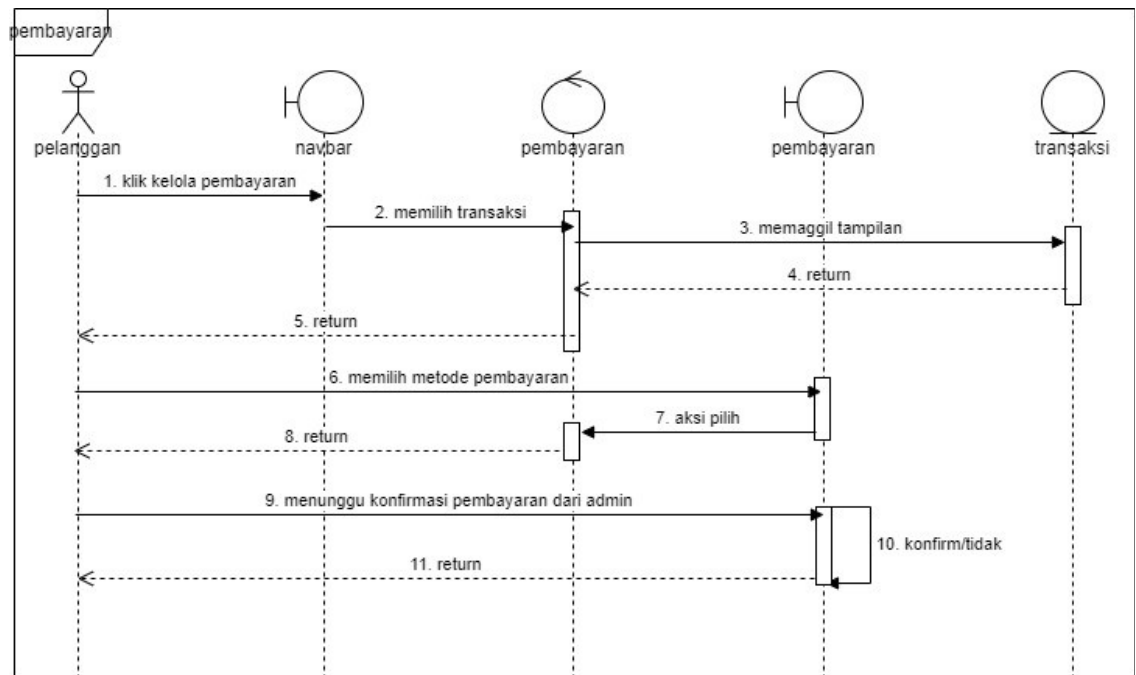 pembayaran
pelanggan
navbar
pembayaran
pembayaran
transaksi
1. klik kelola pembayaran
2. memilih transaksi
3. memaggil tampilan
4. return
5. return
6. memilih metode pembayaran
7. aksi pilih
8. return
9. menunggu konfirmasi pembayaran dari admin
10. konfirm/tidak
11. return